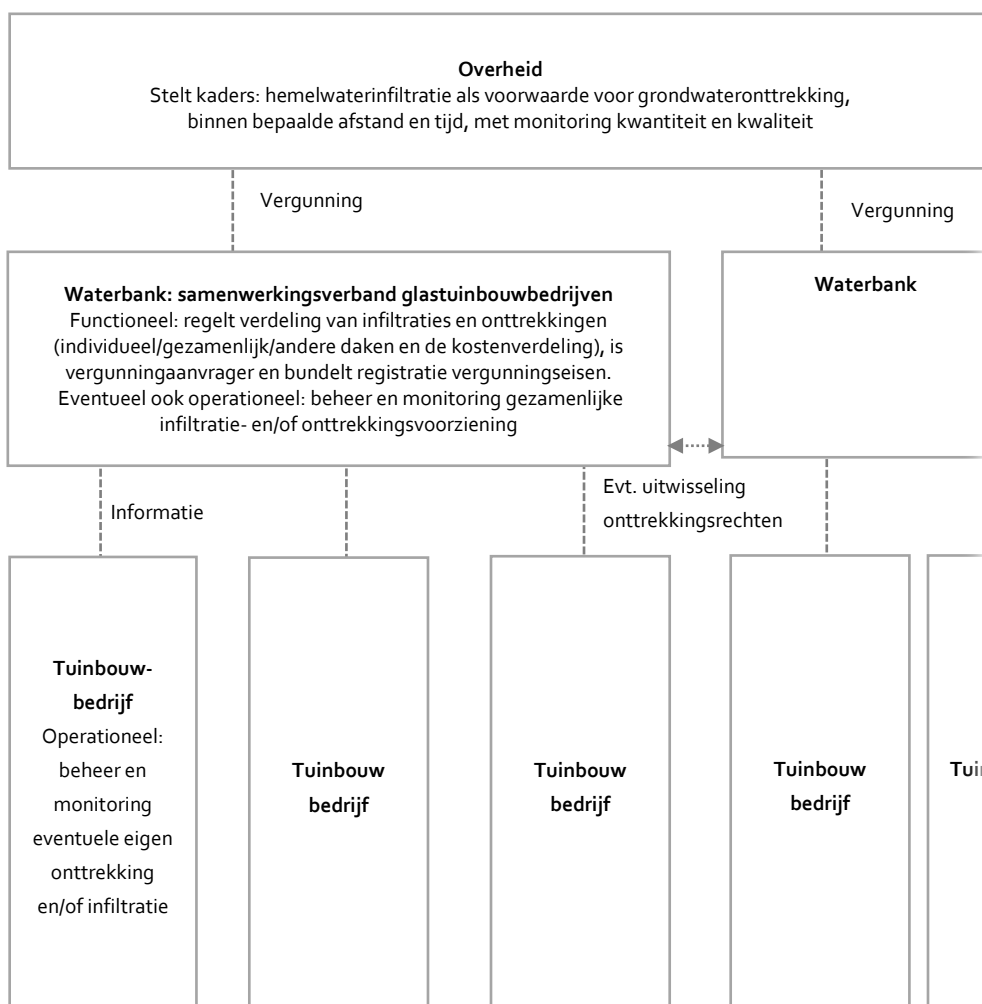 Overheid
Stelt kaders: hemelwaterinfiltratie als voorwaarde voor grondwateronttrekking,
binnen bepaalde afstand en tijd, met monitoring kwantiteit en kwaliteit
Vergunning
Vergunning
Waterbank: samenwerkingsverband glastuinbouwbedrijven
Functioneel: regelt verdeling van infiltraties en onttrekkingen
(individueel/gezamenlijk/andere daken en de kostenverdeling), is
vergunningaanvrager en bundelt registratie vergunningseisen.
Eventueel ook operationeel: beheer en monitoring gezamenlijke
infiltratie- en/of onttrekkingsvoorziening
Waterbank
Evt. uitwisseling
onttrekkingsrechten
Informatie
Tuinbouw-
bedrijf
Operationeel:
beheer en
monitoring
eventuele eigen
onttrekking
en/of infiltratie
Tuinbouw
bedrijf
Tuinbouw
bedrijf
Tuinbouw
bedrijf
Tui